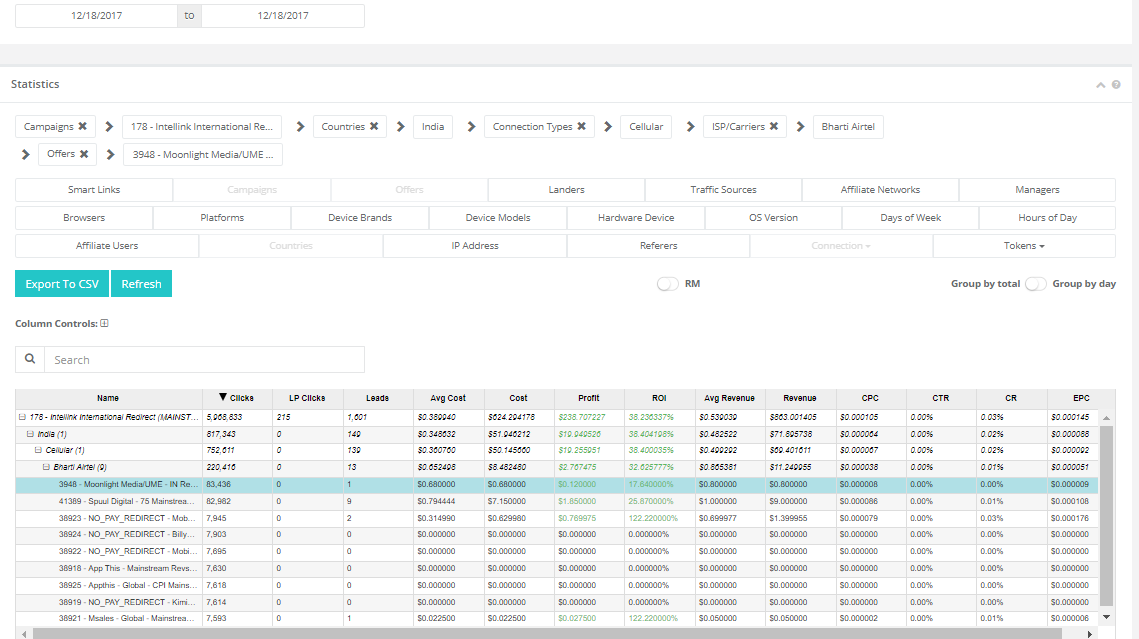 12/18/2017 to 12/18/2017
Statistics
Campaigns ✖ 178 - Intellink International Re... Countries ✖ India Connection Types ✖ Cellular ISP/Carriers ✖ Bharti Airtel
Offers ✖ 3948 - Moonlight Media/UME ...
Smart Links Campaigns Offers Landers Traffic Sources Affiliate Networks Managers
Browsers Platforms Device Brands Device Models Hardware Device OS Version Days of Week Hours of Day
Affiliate Users Countries IP Address Referers Connection Tokens
Export To CSV Refresh RM Group by total Group by day
Column Controls:
Search
Name ▼ Clicks LP Clicks Leads Avg Cost Cost Profit ROI Avg Revenue Revenue CPC CTR CR EPC
178 - Intellink International Redirect (MAINST... 5,968,833 215 1,601 $0.389940 $624.294178 $238.707227 38.236337% $0.539039 $863.001405 $0.000105 0.00% 0.03% $0.000145
India (1) 817,343 0 149 $0.348632 $51.946212 $19.949526 38.404198% $0.482522 $71.895738 $0.000064 0.00% 0.02% $0.000088
Cellular (1) 752,611 0 139 $0.360760 $50.145660 $19.255951 38.400035% $0.499292 $69.401611 $0.000067 0.00% 0.02% $0.000092
Bharti Airtel (9) 220,416 0 13 $0.652498 $8.482480 $2.767475 32.625777% $0.865381 $11.249955 $0.000038 0.00% 0.01% $0.000051
3948 - Moonlight Media/UME - IN Re... 83,436 0 1 $0.680000 $0.680000 $0.120000 17.640000% $0.800000 $0.800000 $0.000008 0.00% 0.00% $0.000009
41389 - Spuul Digital - 75 Mainstrea... 82,982 0 9 $0.794444 $7.150000 $1.850000 25.870000% $1.000000 $9.000000 $0.000086 0.00% 0.01% $0.000108
38923 - NO_PAY_REDIRECT - Mob... 7,945 0 2 $0.314990 $0.629980 $0.769975 122.220000% $0.699977 $1.399955 $0.000079 0.00% 0.03% $0.000176
38924 - NO_PAY_REDIRECT - Billy... 7,903 0 0 $0.000000 $0.000000 $0.000000 0.000000% $0.000000 $0.000000 $0.000000 0.00% 0.00% $0.000000
38922 - NO_PAY_REDIRECT - Mobi... 7,695 0 0 $0.000000 $0.000000 $0.000000 0.000000% $0.000000 $0.000000 $0.000000 0.00% 0.00% $0.000000
38918 - App This - Mainstream Revs... 7,630 0 0 $0.000000 $0.000000 $0.000000 0.000000% $0.000000 $0.000000 $0.000000 0.00% 0.00% $0.000000
38925 - Appthis - Global - CPI Mains... 7,618 0 0 $0.000000 $0.000000 $0.000000 0.000000% $0.000000 $0.000000 $0.000000 0.00% 0.00% $0.000000
38919 - NO_PAY_REDIRECT - Kimi... 7,614 0 0 $0.000000 $0.000000 $0.000000 0.000000% $0.000000 $0.000000 $0.000000 0.00% 0.00% $0.000000
38921 - Msales - Global - Mainstrea... 7,593 0 1 $0.022500 $0.022500 $0.027500 122.220000% $0.050000 $0.050000 $0.000000 0.00% 0.01% $0.000006